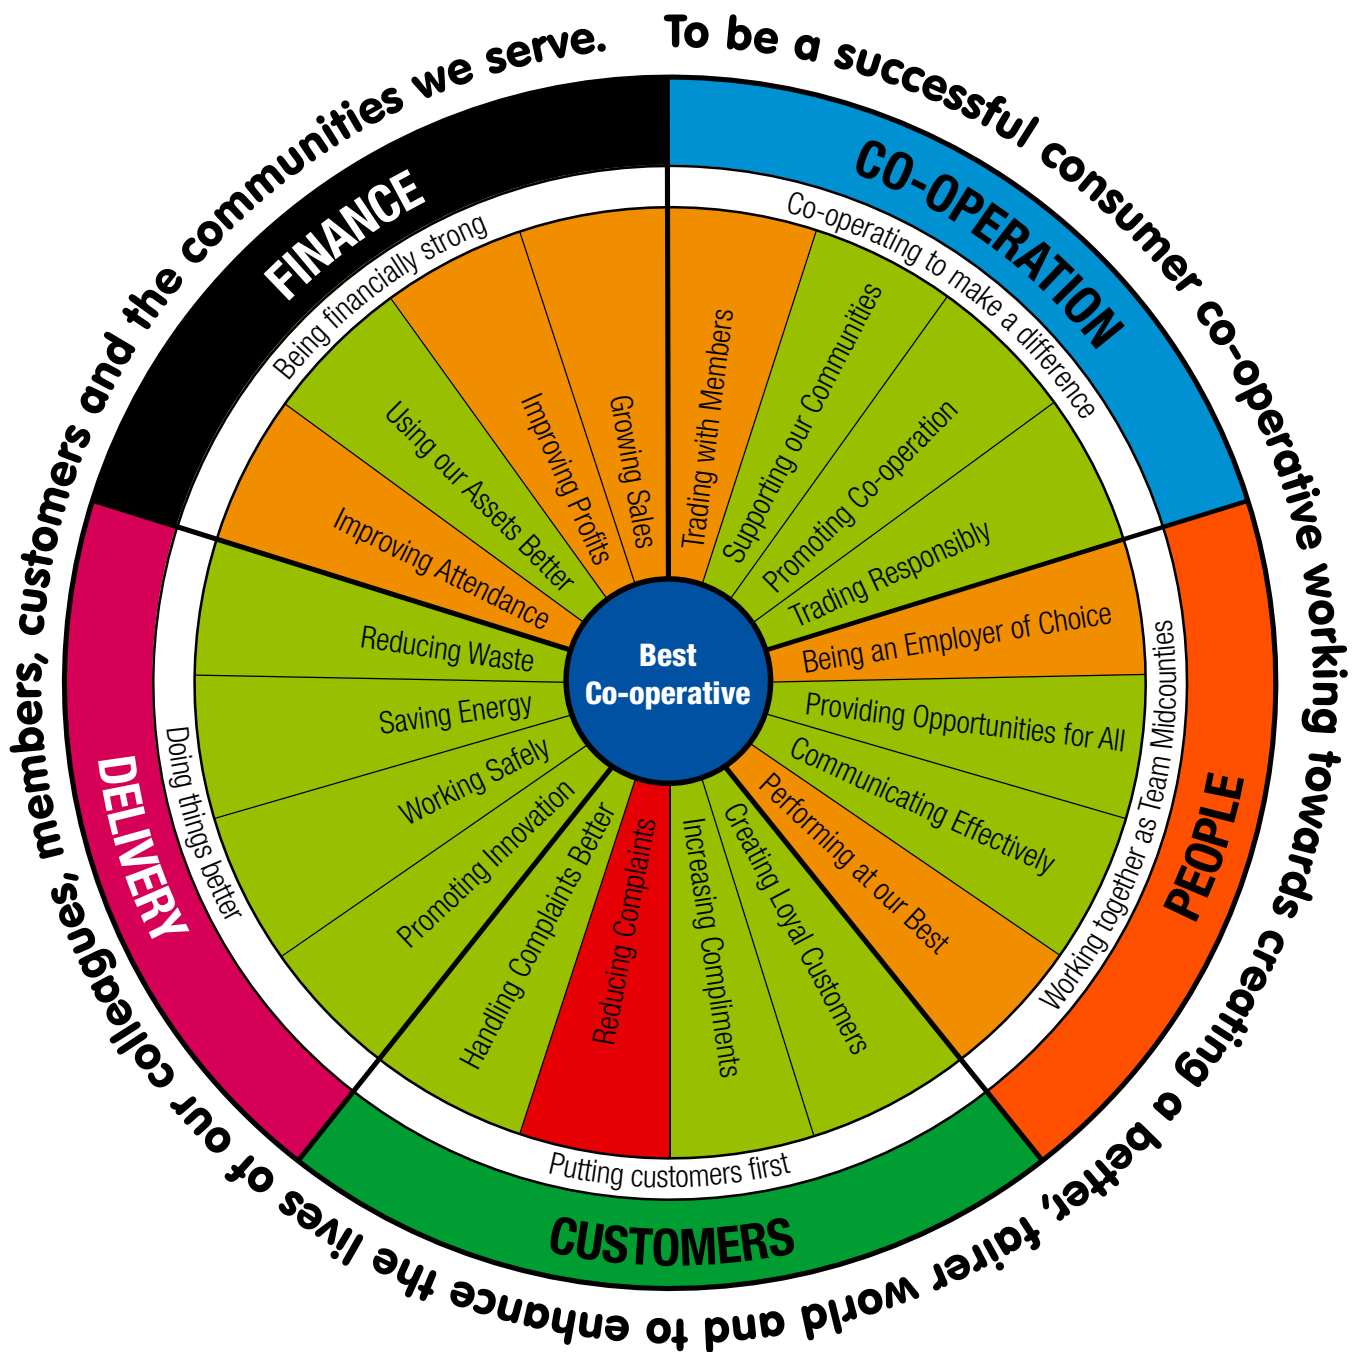 To be a successful consumer co-operative working towards creating a better, fairer world and to enhance the lives of our colleagues, members, customers and the communities we serve.
CO-OPERATION
Co-operating to make a difference
Trading with Members
Supporting our Communities
Promoting Co-operation
Trading Responsibly
PEOPLE
Working together as Team Midcounties
Being an Employer of Choice
Providing Opportunities for All
Communicating Effectively
Performing at our Best
CUSTOMERS
Putting customers first
Creating Loyal Customers
Increasing Compliments
Reducing Complaints
Handling Complaints Better
DELIVERY
Doing things better
Promoting Innovation
Working Safely
Saving Energy
Reducing Waste
FINANCE
Being financially strong
Improving Attendance
Using our Assets Better
Improving Profits
Growing Sales
Best
Co-operative